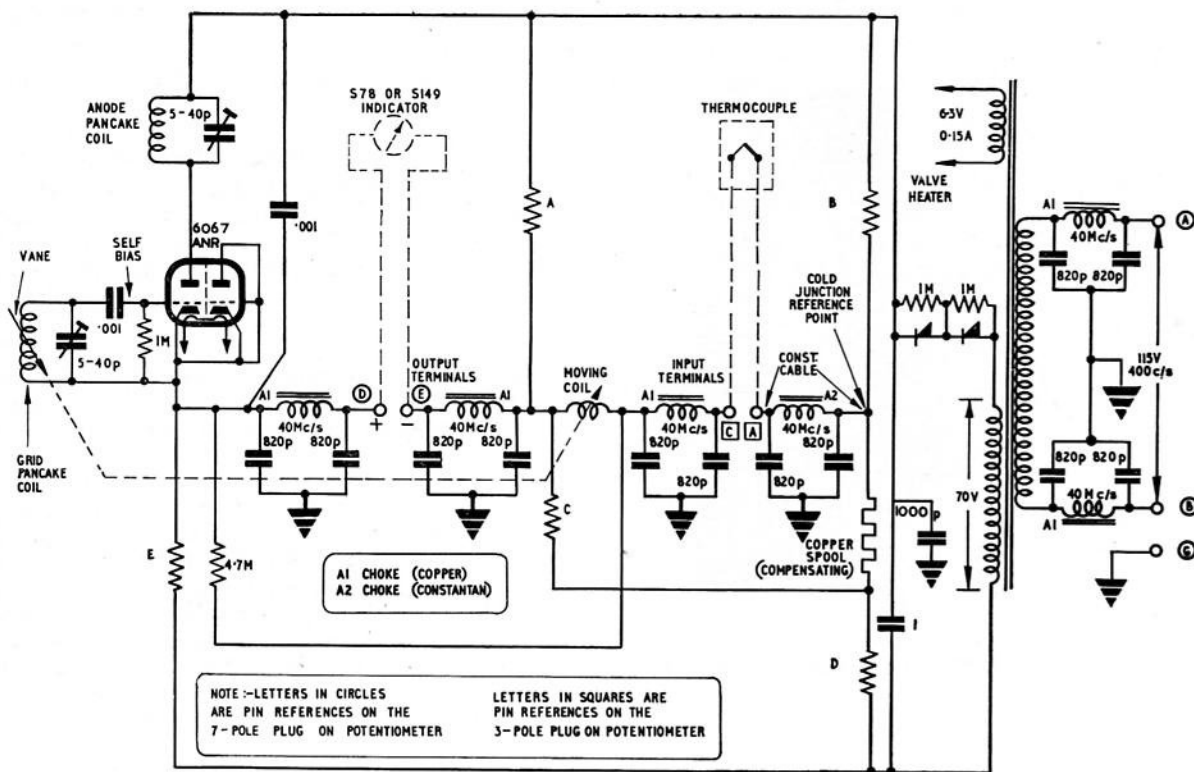 ANODE
PANCAKE
COIL
5-40p
S78 OR S149
INDICATOR
THERMOCOUPLE
6·3V
0·15A
VALVE
HEATER
A
B
·001
6067
ANR
SELF
BIAS
VANE
·001
1M
5-40p
GRID
PANCAKE
COIL
A1
40Mc/s
820p
820p
D
+
-
OUTPUT
TERMINALS
E
A1
40Mc/s
820p
820p
MOVING
COIL
INPUT
TERMINALS
A1
40Mc/s
820p
820p
C
A
CONST.
CABLE
COLD
JUNCTION
REFERENCE
POINT
A2
40Mc/s
820p
820p
1M
1M
A1
40Mc/s
820p
820p
A
115V
400c/s
820p
820p
40Mc/s
A1
B
G
70V
1000p
1
COPPER
SPOOL
(COMPENSATING)
C
D
E
4·7M
A1 CHOKE (COPPER)
A2 CHOKE (CONSTANTAN)
NOTE:-LETTERS IN CIRCLES
ARE PIN REFERENCES ON THE
7-POLE PLUG ON POTENTIOMETER
LETTERS IN SQUARES ARE
PIN REFERENCES ON THE
3-POLE PLUG ON POTENTIOMETER